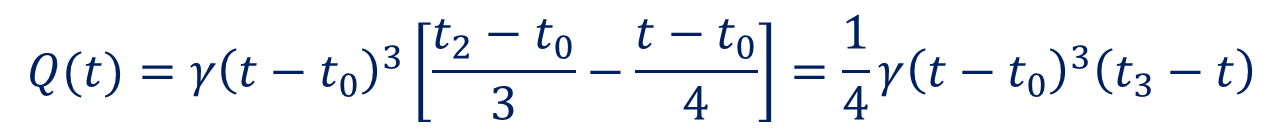 Q(t) = γ(t − t₀)³ [(t₂ − t₀)/3 − (t − t₀)/4] = 1/4 γ(t − t₀)³(t₃ − t)